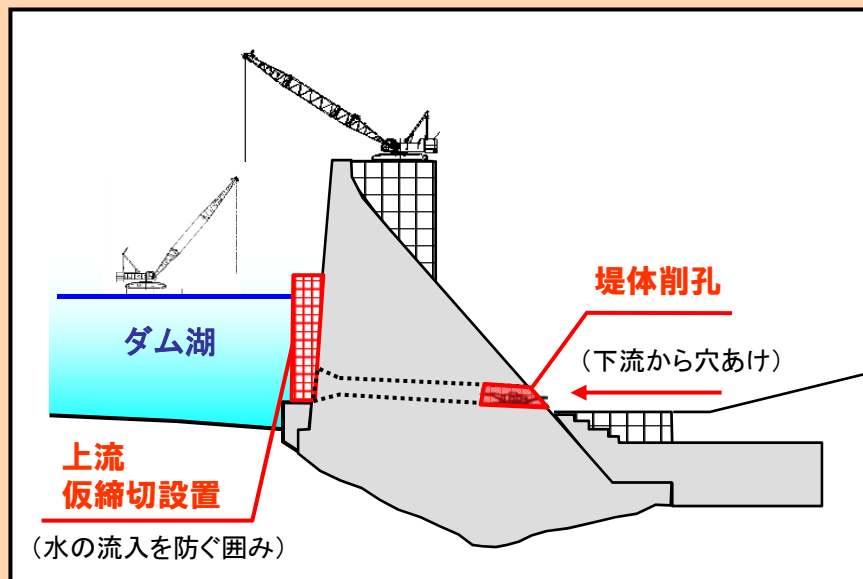 ダム湖
堤体削孔
（下流から穴あけ）
上流
仮締切設置
（水の流入を防ぐ囲み）